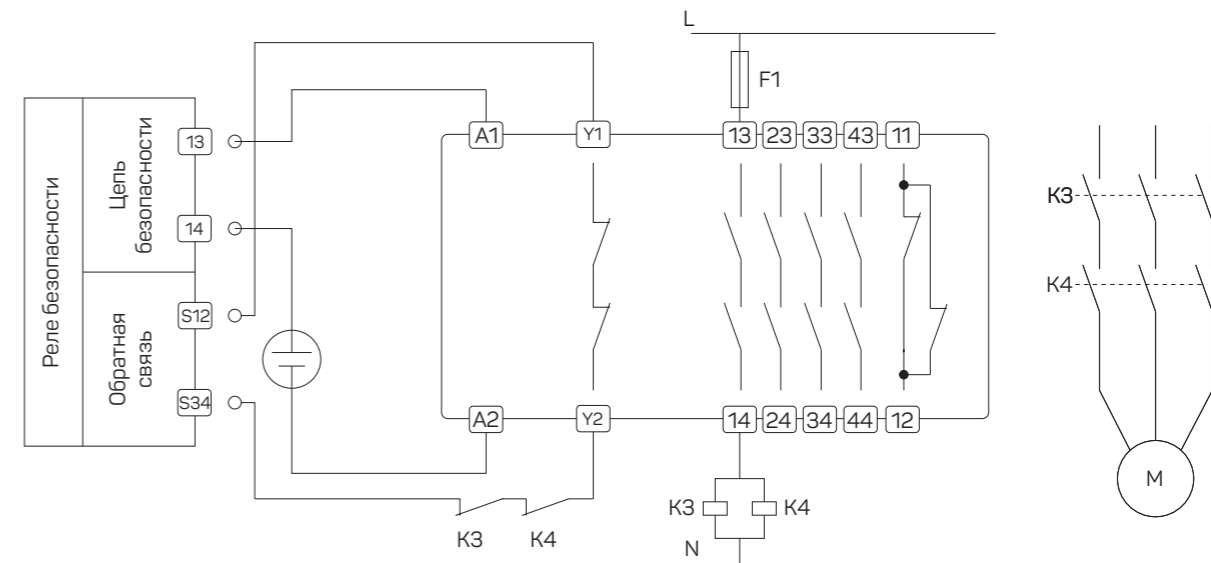 L
F1
Реле безопасности
Цепь
безопасности
Обратная
связь
13
14
S12
S34
A1
Y1
13
23
33
43
11
A2
Y2
14
24
34
44
12
K3
K4
K3
K4
N
K3
K4
M